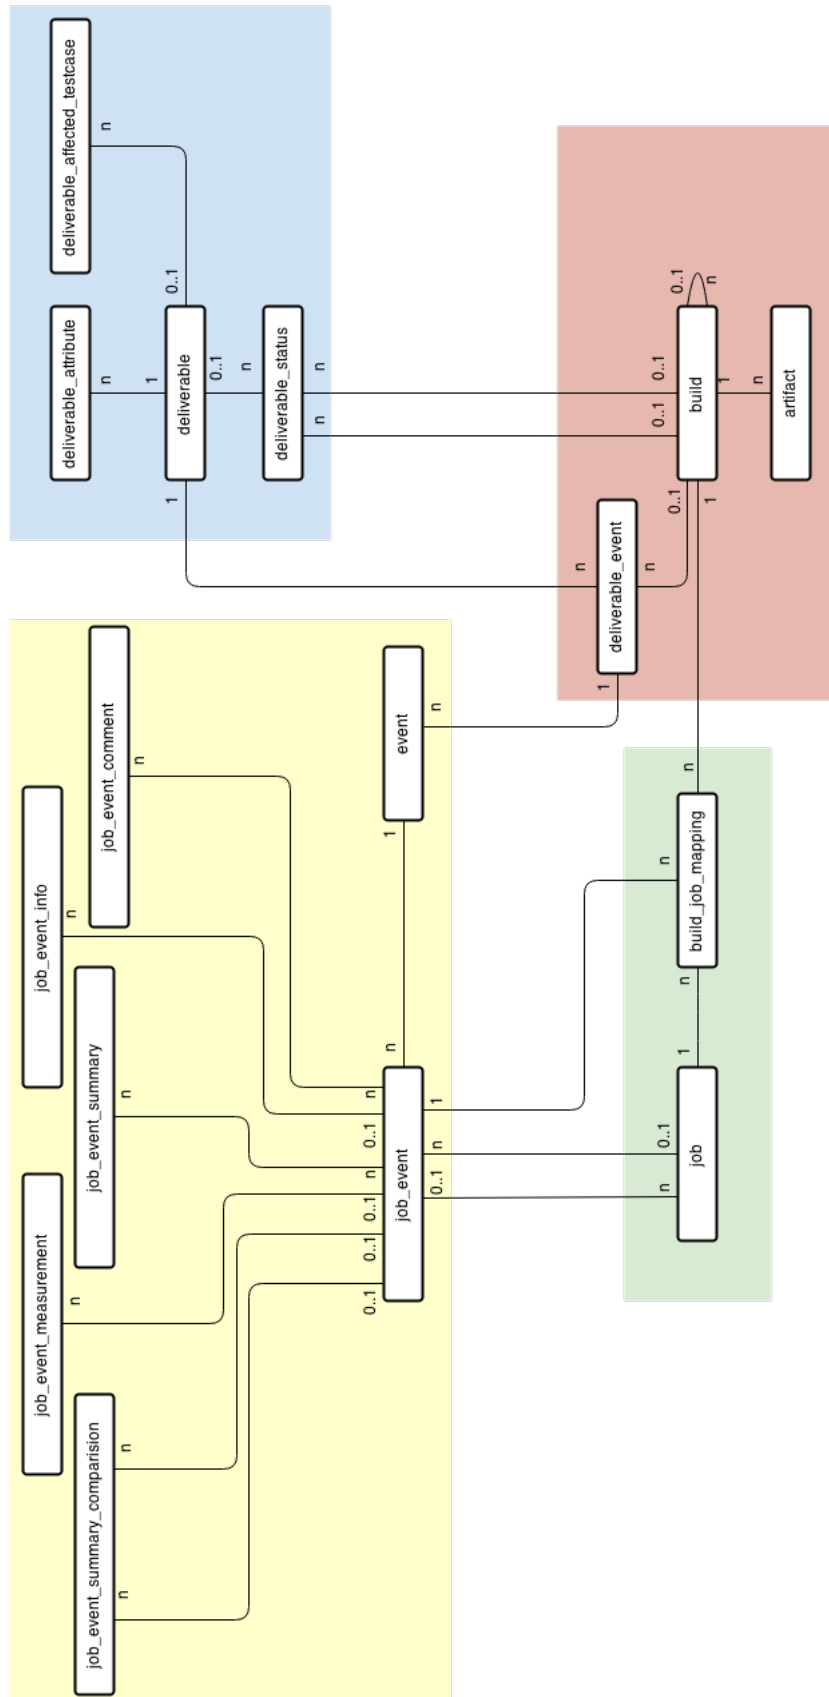 job_event_measurement
job_event_info
deliverable_attribute
deliverable_affected_testcase
n
n
job_event_summary_comparision
job_event_summary
job_event_comment
n
n
n
n
n
n
1
1
0..1
deliverable
0..1
n
deliverable_status
n
n
0..1
0..1
0..1
n
0..1
n
n
1
job_event
event
0..1
n
1
n
n
1
deliverable_event
n
0..1
0..1
n
0..1
n
0..1
0..1
1
n
n
job
build_job_mapping
build
1
n
1
n
artifact